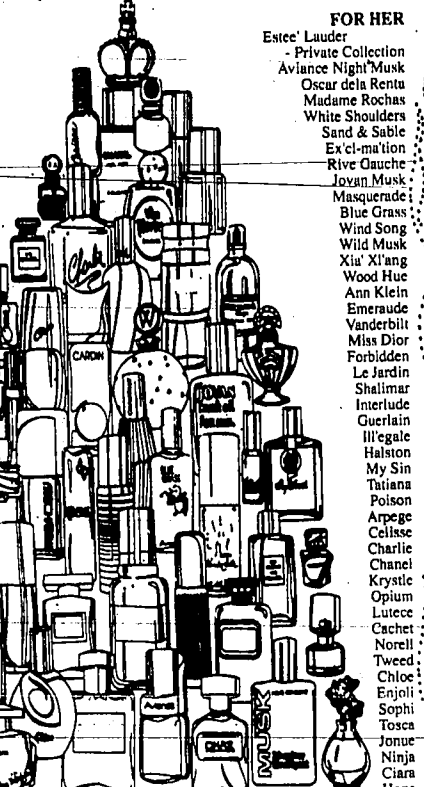 FOR HER
Estee' Lauder
- Private Collection
Aviance Night Musk
Oscar dela Renta
Madame Rochas
White Shoulders
Sand & Sable
Ex'cl-ma'tion
Rive Gauche
Jovan Musk
Masquerade
Blue Grass
Wind Song
Wild Musk
Xia' Xi'ang
Wood Hue
Ann Klein
Emeraude
Vanderbilt
Miss Dior
Forbidden
Le Jardin
Shalimar
Interlude
Guerlain
Ill'egale
Halston
My Sin
Tatiana
Poison
Arpege
Celisse
Charlie
Chanel
Krystle
Opium
Lutece
Cachet
Norell
Tweed
Chloe
Enjoli
Sophi
Tosca
Jonue
Ninja
Ciara
CARDIN
MUSK